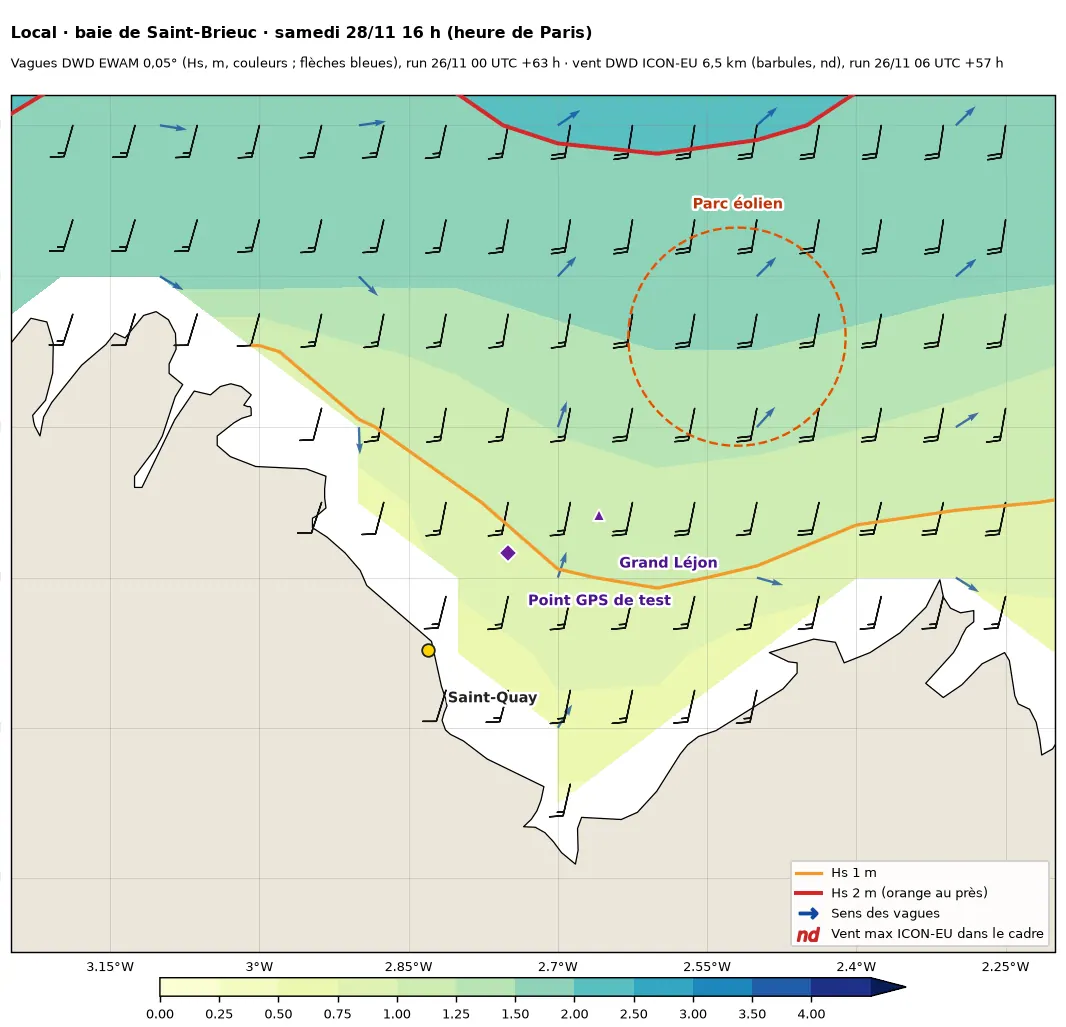 Local · baie de Saint-Brieuc · samedi 28/11 16 h (heure de Paris)
Vagues DWD EWAM 0,05° (Hs, m, couleurs ; flèches bleues), run 26/11 00 UTC +63 h · vent DWD ICON-EU 6,5 km (barbules, nd), run 26/11 06 UTC +57 h
Parc éolien
Grand Léjon
Point GPS de test
Saint-Quay
Hs 1 m
Hs 2 m (orange au près)
Sens des vagues
nd Vent max ICON-EU dans le cadre
3.15°W 3°W 2.85°W 2.7°W 2.55°W 2.4°W 2.25°W
0.00 0.25 0.50 0.75 1.00 1.25 1.50 2.00 2.50 3.00 3.50 4.00